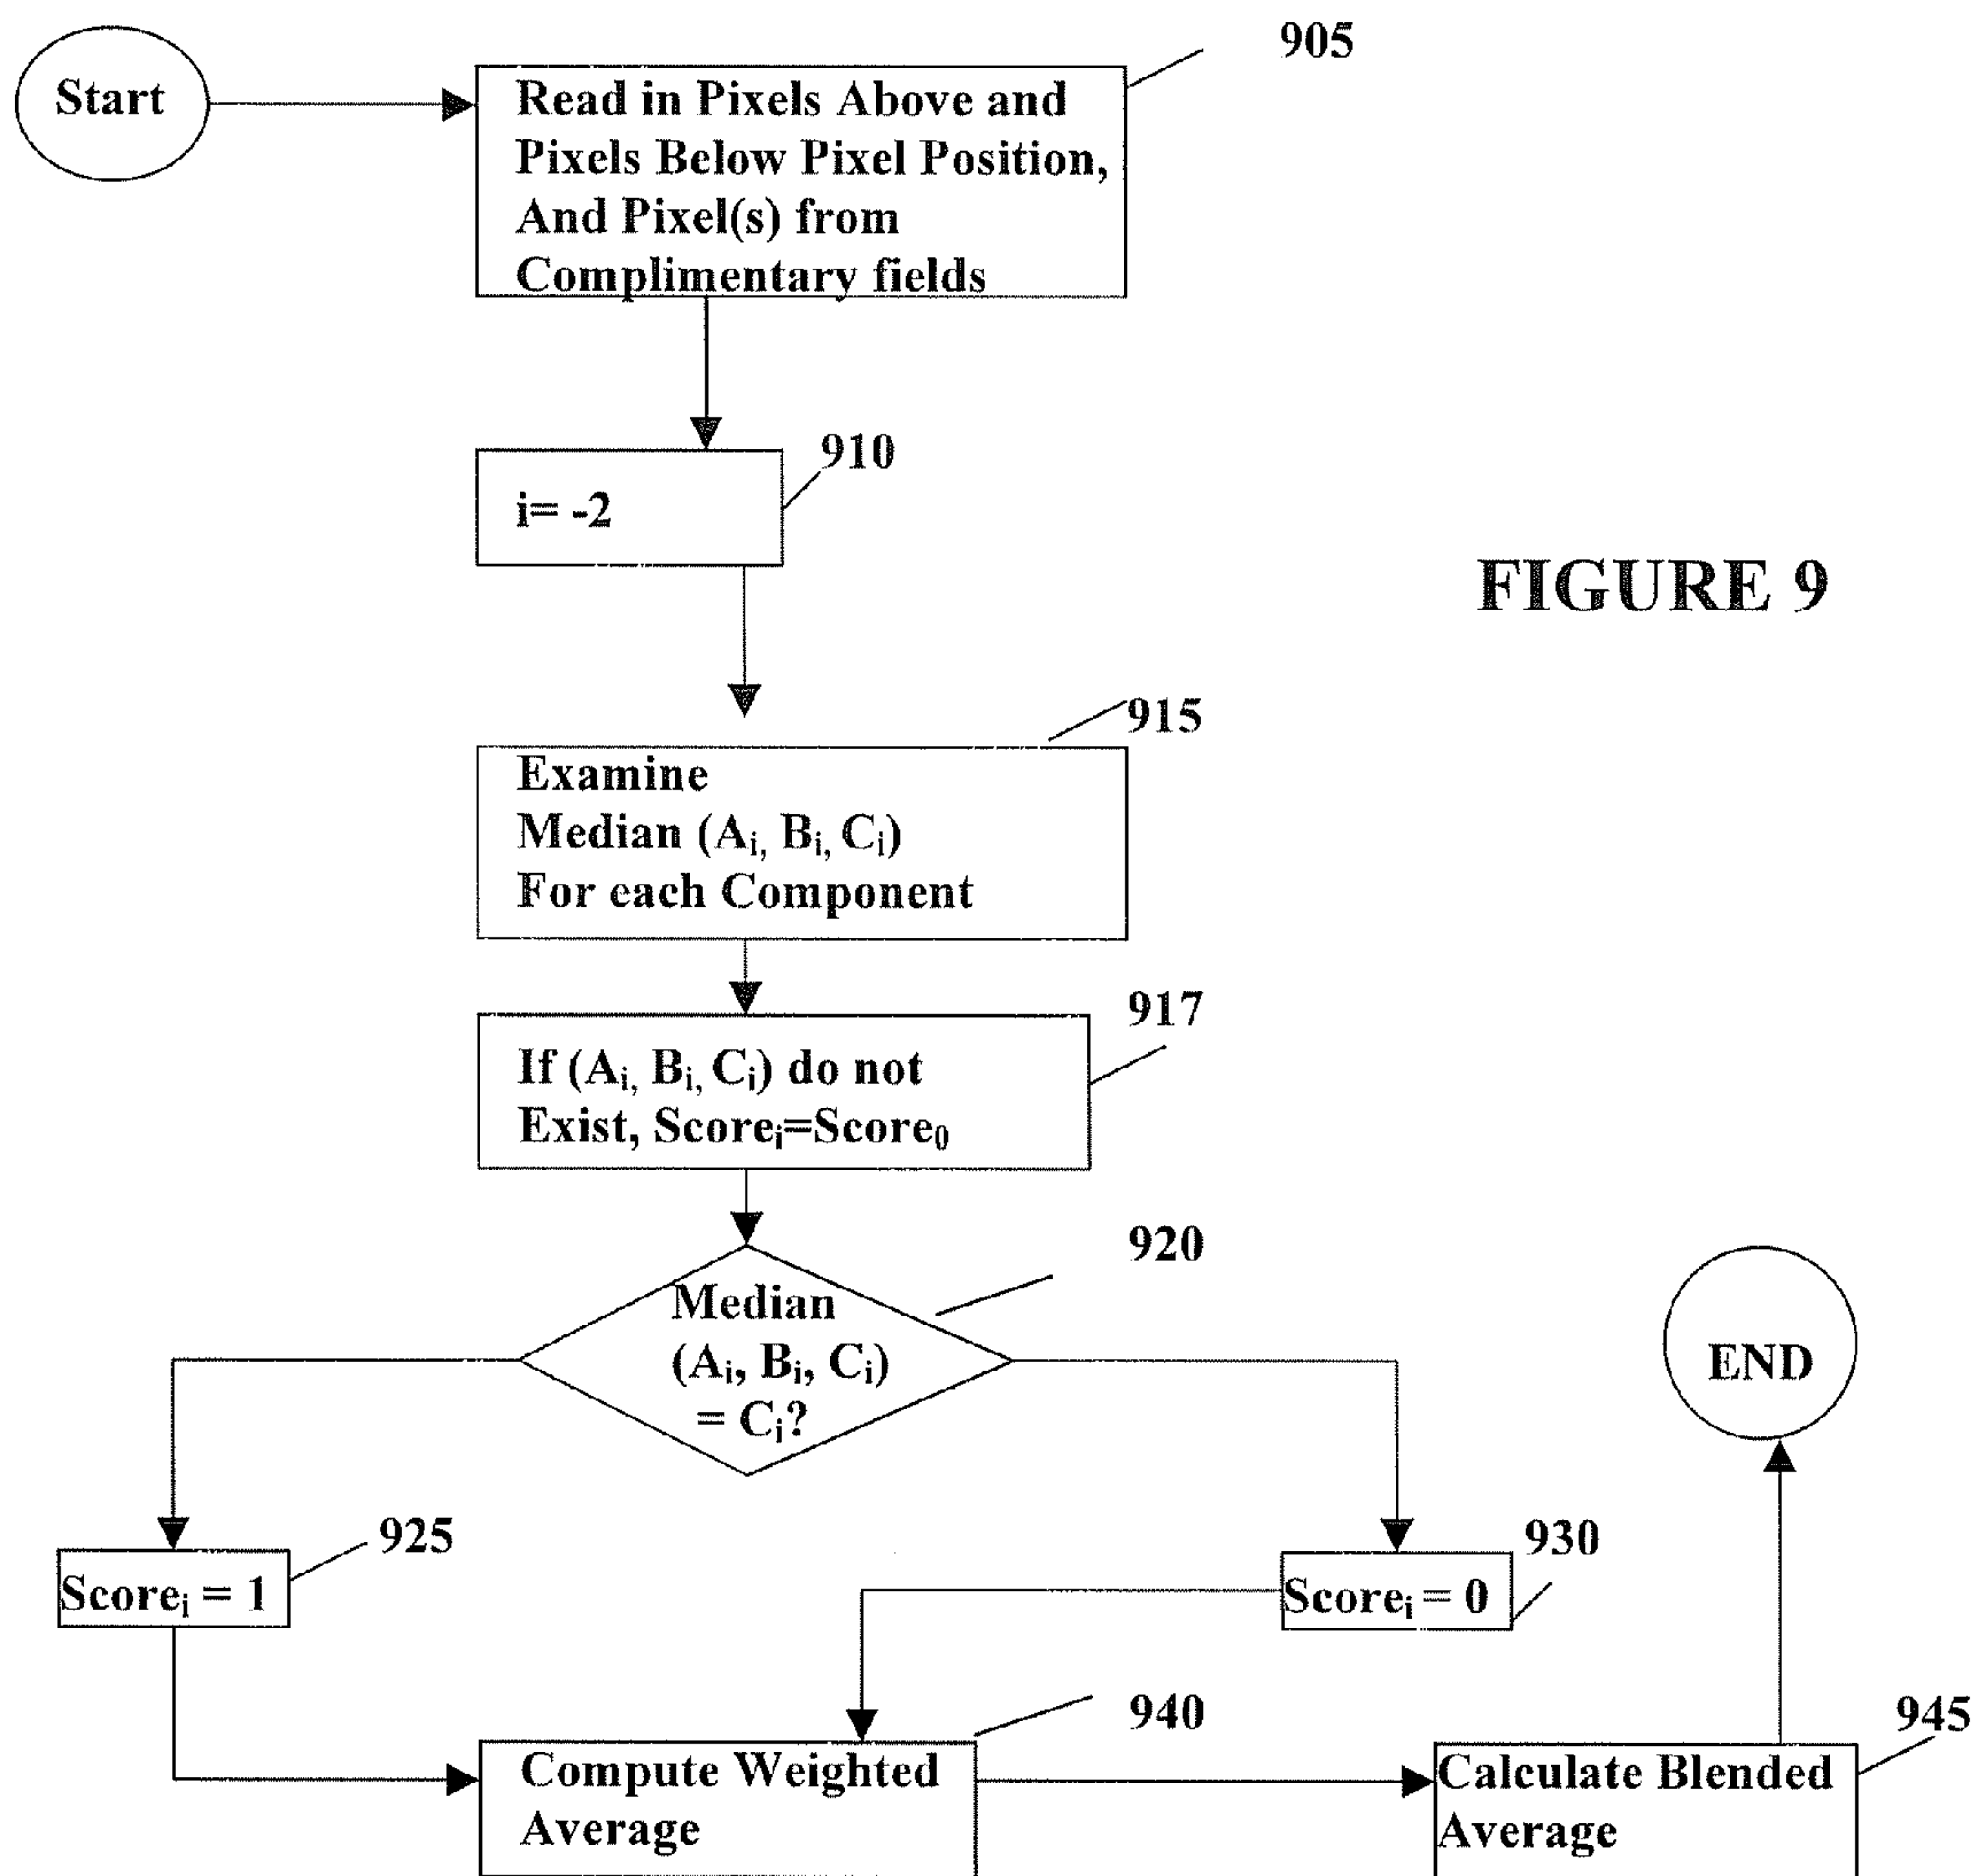 905
Start
Read in Pixels Above and
Pixels Below Pixel Position,
And Pixel(s) from
Complimentary fields
910
i= -2
FIGURE 9
915
Examine
Median (Aᵢ, Bᵢ, Cᵢ)
For each Component
917
If (Aᵢ, Bᵢ, Cᵢ) do not
Exist, Scoreᵢ=Score₀
920
Median
(Aᵢ, Bᵢ, Cᵢ)
= Cᵢ?
END
925
Scoreᵢ = 1
930
Scoreᵢ = 0
940
Compute Weighted
Average
945
Calculate Blended
Average